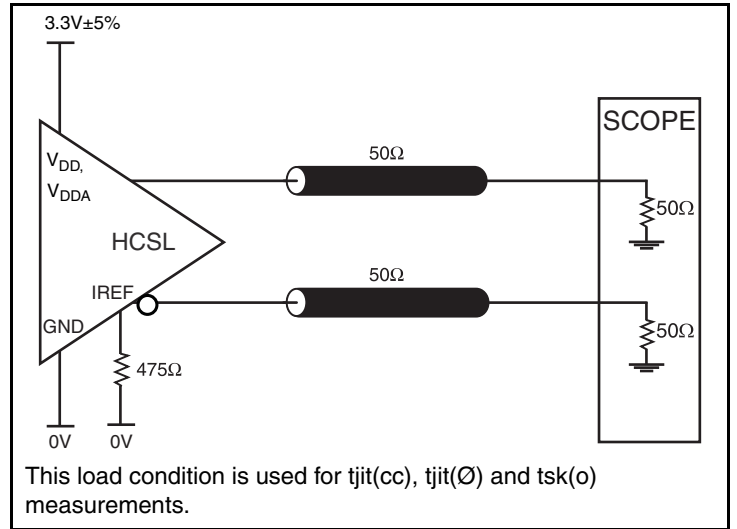 3.3V±5%
SCOPE
50Ω
V_DD,
V_DDA
50Ω
HCSL
50Ω
IREF
50Ω
GND
475Ω
0V 0V
This load condition is used for tjit(cc), tjit(Ø) and tsk(o)
measurements.